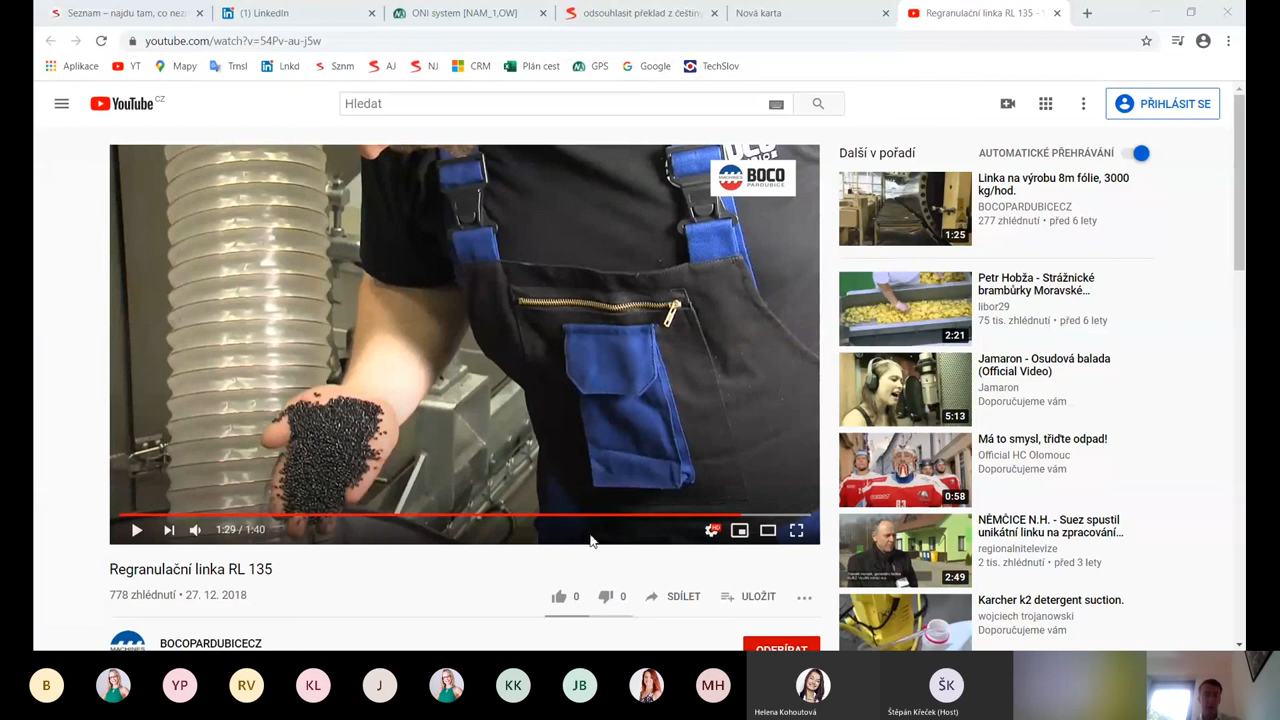 Seznam – najdu tam, co nez
(1) LinkedIn
ONI system [NAM_1,OW]
odsouhlasit překlad z češtin
Nová karta
Regranulační linka RL 135 -
youtube.com/watch?v=54Pv-au-j5w
Aplikace YT Mapy Trnsl Lnkd Sznm AJ NJ CRM Plán cest GPS Google TechSlov
YouTube CZ
Hledat
PŘIHLÁSIT SE
MACHINES BOCO
PARDUBICE
1:29 / 1:40
HD
Regranulační linka RL 135
778 zhlédnutí • 27. 12. 2018
0 0 SDÍLET ULOŽIT
BOCOPARDUBICECZ
ODEBÍRAT
Další v pořadí
AUTOMATICKÉ PŘEHRÁVÁNÍ
Linka na výrobu 8m fólie, 3000
kg/hod.
BOCOPARDUBICECZ
277 zhlédnutí • před 6 lety
1:25
Petr Hobža - Strážnické
brambůrky Moravské…
libor29
75 tis. zhlédnutí • před 6 lety
2:21
Jamaron - Osudová balada
(Official Video)
Jamaron
Doporučujeme vám
5:13
Má to smysl, třiďte odpad!
Official HC Olomouc
Doporučujeme vám
0:58
NĚMČICE N.H. - Suez spustil
unikátní linku na zpracování…
regionalnitelevize
2 tis. zhlédnutí • před 3 lety
2:49
Karcher k2 detergent suction.
wojciech trojanowski
Doporučujeme vám
B YP RV KL J KK JB MH
Helena Kohoutová
ŠK
Štěpán Křeček (Host)